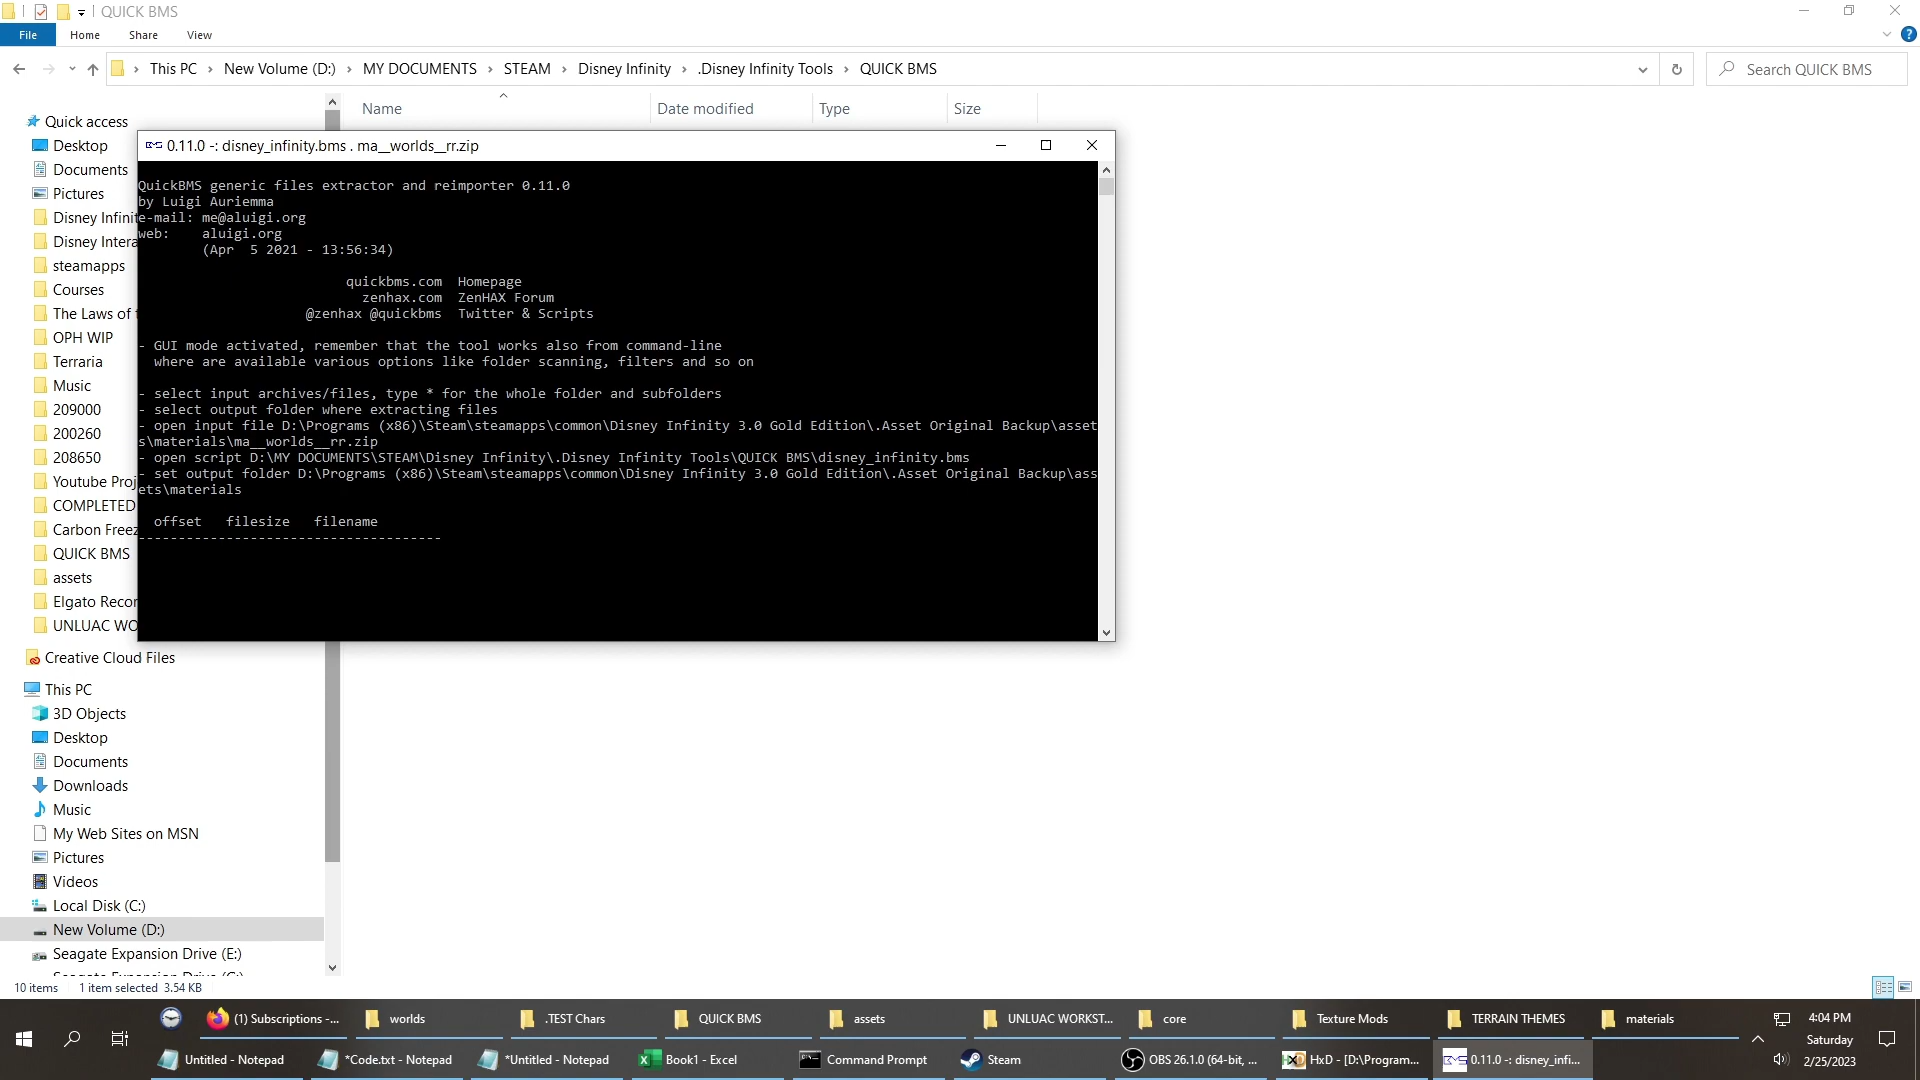 QUICK BMS
File Home Share View
This PC › New Volume (D:) › MY DOCUMENTS › STEAM › Disney Infinity › .Disney Infinity Tools › QUICK BMS
Search QUICK BMS
Name Date modified Type Size
Quick access
Desktop
Documents
Pictures
Disney Infinit
Disney Intera
steamapps
Courses
The Laws of t
OPH WIP
Terraria
Music
209000
200260
208650
Youtube Proj
COMPLETED
Carbon Freez
QUICK BMS
assets
Elgato Recor
UNLUAC WO
Creative Cloud Files
This PC
3D Objects
Desktop
Documents
Downloads
Music
My Web Sites on MSN
Pictures
Videos
Local Disk (C:)
New Volume (D:)
Seagate Expansion Drive (E:)
0.11.0 -: disney_infinity.bms . ma__worlds__rr.zip
QuickBMS generic files extractor and reimporter 0.11.0
by Luigi Auriemma
e-mail: me@aluigi.org
web: aluigi.org
(Apr 5 2021 - 13:56:34)
quickbms.com Homepage
zenhax.com ZenHAX Forum
@zenhax @quickbms Twitter & Scripts
- GUI mode activated, remember that the tool works also from command-line
where are available various options like folder scanning, filters and so on
- select input archives/files, type * for the whole folder and subfolders
- select output folder where extracting files
- open input file D:\Programs (x86)\Steam\steamapps\common\Disney Infinity 3.0 Gold Edition\.Asset Original Backup\asset
s\materials\ma__worlds__rr.zip
- open script D:\MY DOCUMENTS\STEAM\Disney Infinity\.Disney Infinity Tools\QUICK BMS\disney_infinity.bms
- set output folder D:\Programs (x86)\Steam\steamapps\common\Disney Infinity 3.0 Gold Edition\.Asset Original Backup\ass
ets\materials
offset filesize filename
--------------------------------------
10 items 1 item selected 3.54 KB
(1) Subscriptions -... worlds .TEST Chars QUICK BMS assets UNLUAC WORKST... core Texture Mods TERRAIN THEMES materials
Untitled - Notepad *Code.txt - Notepad *Untitled - Notepad Book1 - Excel Command Prompt Steam OBS 26.1.0 (64-bit, ... HxD - [D:\Program... 0.11.0 -: disney_infi...
4:04 PM
Saturday
2/25/2023